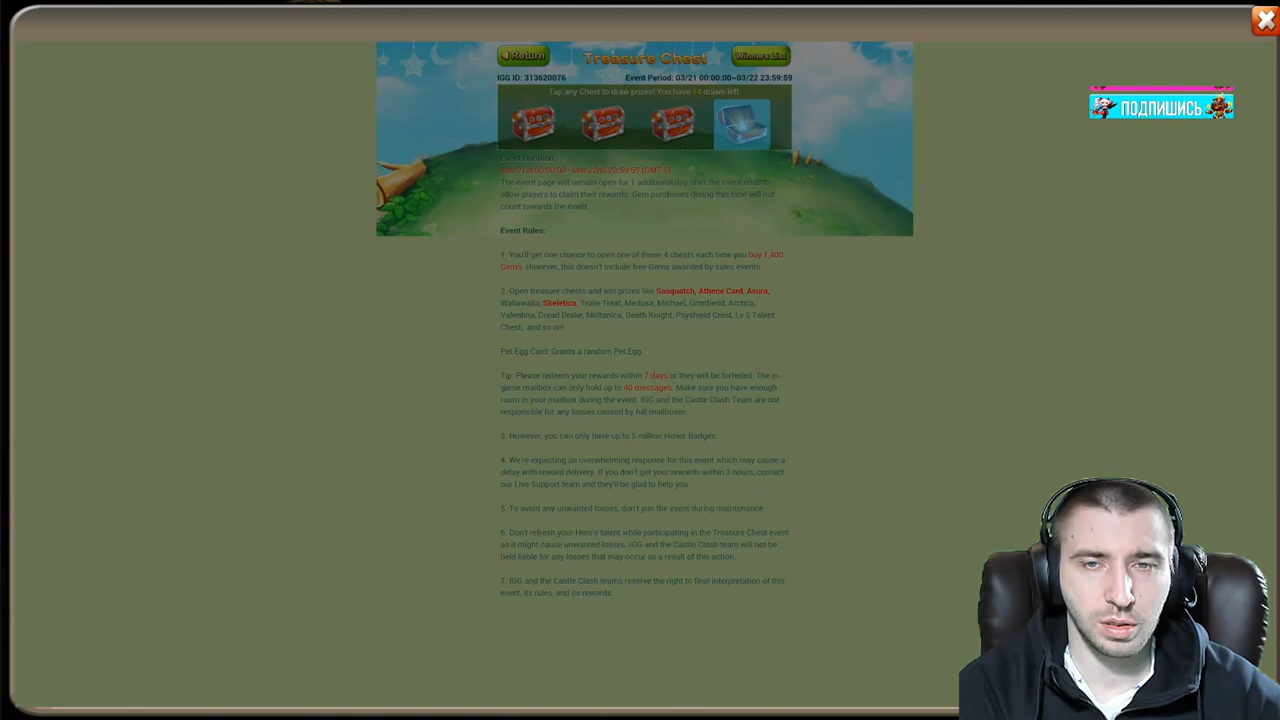 Return
Treasure Chest
Winners List
IGG ID: 313620076
Event Period: 03/21 00:00:00~03/22 23:59:59
Tap any Chest to draw prizes! You have 14 draws left.
ПОДПИШИСЬ
Event Duration:
Mar 21st 00:00:00 - Mar 22nd 23:59:59 (GMT-5)
The event page will remain open for 1 additional day after the event ends to
allow players to claim their rewards. Gem purchases during this time will not
count towards the event.
Event Rules:
1. You'll get one chance to open one of those 4 chests each time you buy 1,400
Gems. However, this doesn't include free Gems awarded by sales events
2. Open treasure chests and win prizes like Sasquatch, Athene Card, Asura,
Wallawalla, Skeletica, Trixie Treat, Medusa, Michael, Grimfiend, Arctica,
Valentina, Dread Drake, Moltanica, Death Knight, Psyshield Crest, Lv 5 Talent
Chest, and so on!
Pet Egg Card: Grants a random Pet Egg.
Tip: Please redeem your rewards within 7 days or they will be forfeited. The in-
game mailbox can only hold up to 40 messages. Make sure you have enough
room in your mailbox during the event. IGG and the Castle Clash Team are not
responsible for any losses caused by full mailboxes.
3. However, you can only have up to 5 million Honor Badges.
4. We're expecting an overwhelming response for this event which may cause a
delay with reward delivery. If you don't get your rewards within 3 hours, contact
our Live Support team and they'll be glad to help you
5. To avoid any unwanted losses, don't join the event during maintenance.
6. Don't refresh your Hero's talent while participating in the Treasure Chest event
as it might cause unwanted losses. IGG and the Castle Clash team will not be
held liable for any losses that may occur as a result of this action.
7. IGG and the Castle Clash teams reserve the right to final interpretation of this
event, its rules, and its rewards.